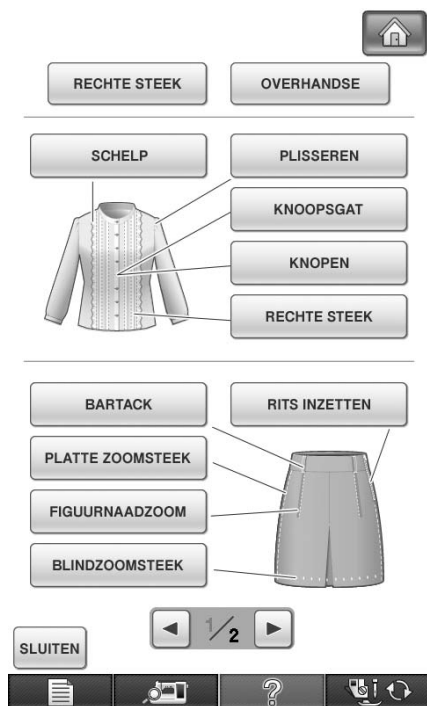 RECHTE STEEK
OVERHANDSE
SCHELP
PLISSEREN
KNOOPSGAT
KNOPEN
RECHTE STEEK
BARTACK
RITS INZETTEN
PLATTE ZOOMSTEEK
FIGUURNAADZOOM
BLINDZOOMSTEEK
1/2
SLUITEN
?
i